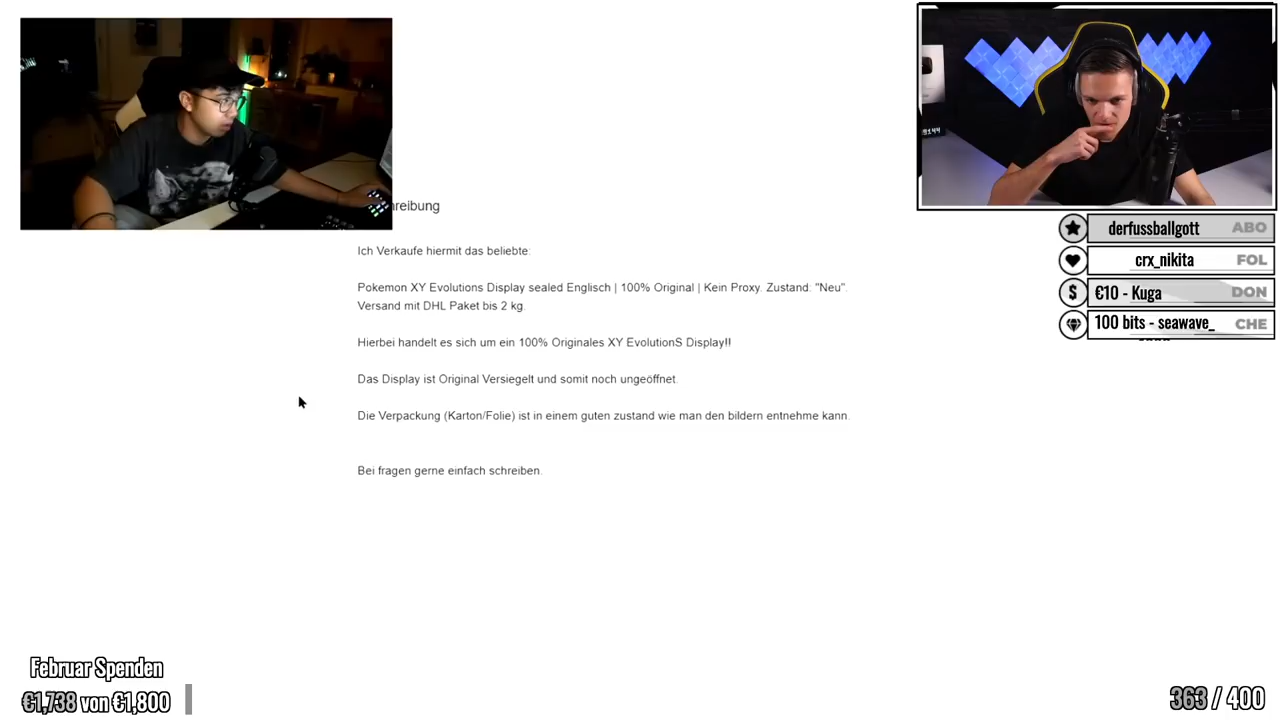 hreibung
Ich Verkaufe hiermit das beliebte:
Pokemon XY Evolutions Display sealed Englisch | 100% Original | Kein Proxy. Zustand: "Neu".
Versand mit DHL Paket bis 2 kg.
Hierbei handelt es sich um ein 100% Originales XY EvolutionS Display!!
Das Display ist Original Versiegelt und somit noch ungeöffnet.
Die Verpackung (Karton/Folie) ist in einem guten zustand wie man den bildern entnehme kann.
Bei fragen gerne einfach schreiben.
derfussballgott ABO
crx_nikita FOL
$ €10 - Kuga DON
100 bits - seawave_ CHE
Februar Spenden
€1,738 von €1,800
363 / 400